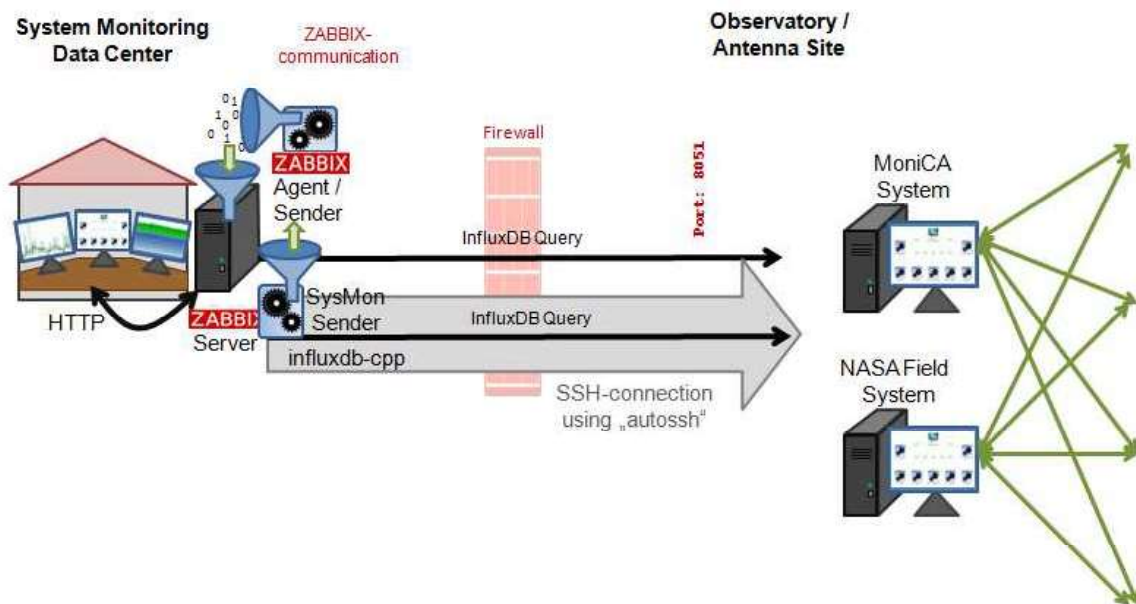 System Monitoring
Data Center
ZABBIX-
communication
Observatory /
Antenna Site
Firewall
Port: 8051
MoniCA
System
ZABBIX
Agent /
Sender
InfluxDB Query
SysMon
Sender
InfluxDB Query
HTTP
ZABBIX
Server
influxdb-cpp
NASA Field
System
SSH-connection
using „autossh“